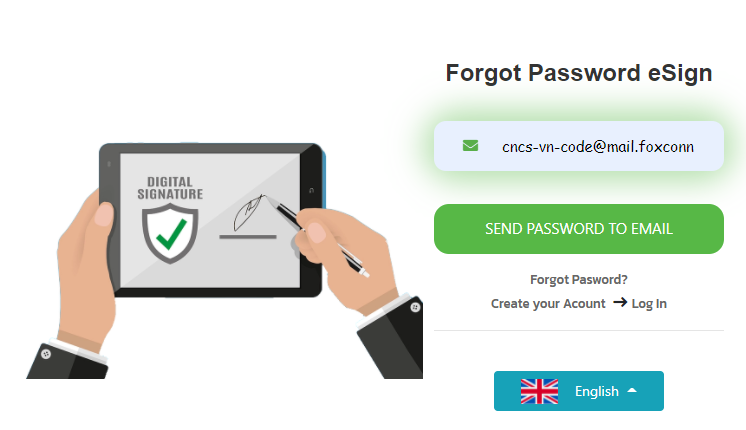 Forgot Password eSign
cncs-vn-code@mail.foxconn
SEND PASSWORD TO EMAIL
Forgot Pasword?
Create your Acount → Log In
English
DIGITAL
SIGNATURE